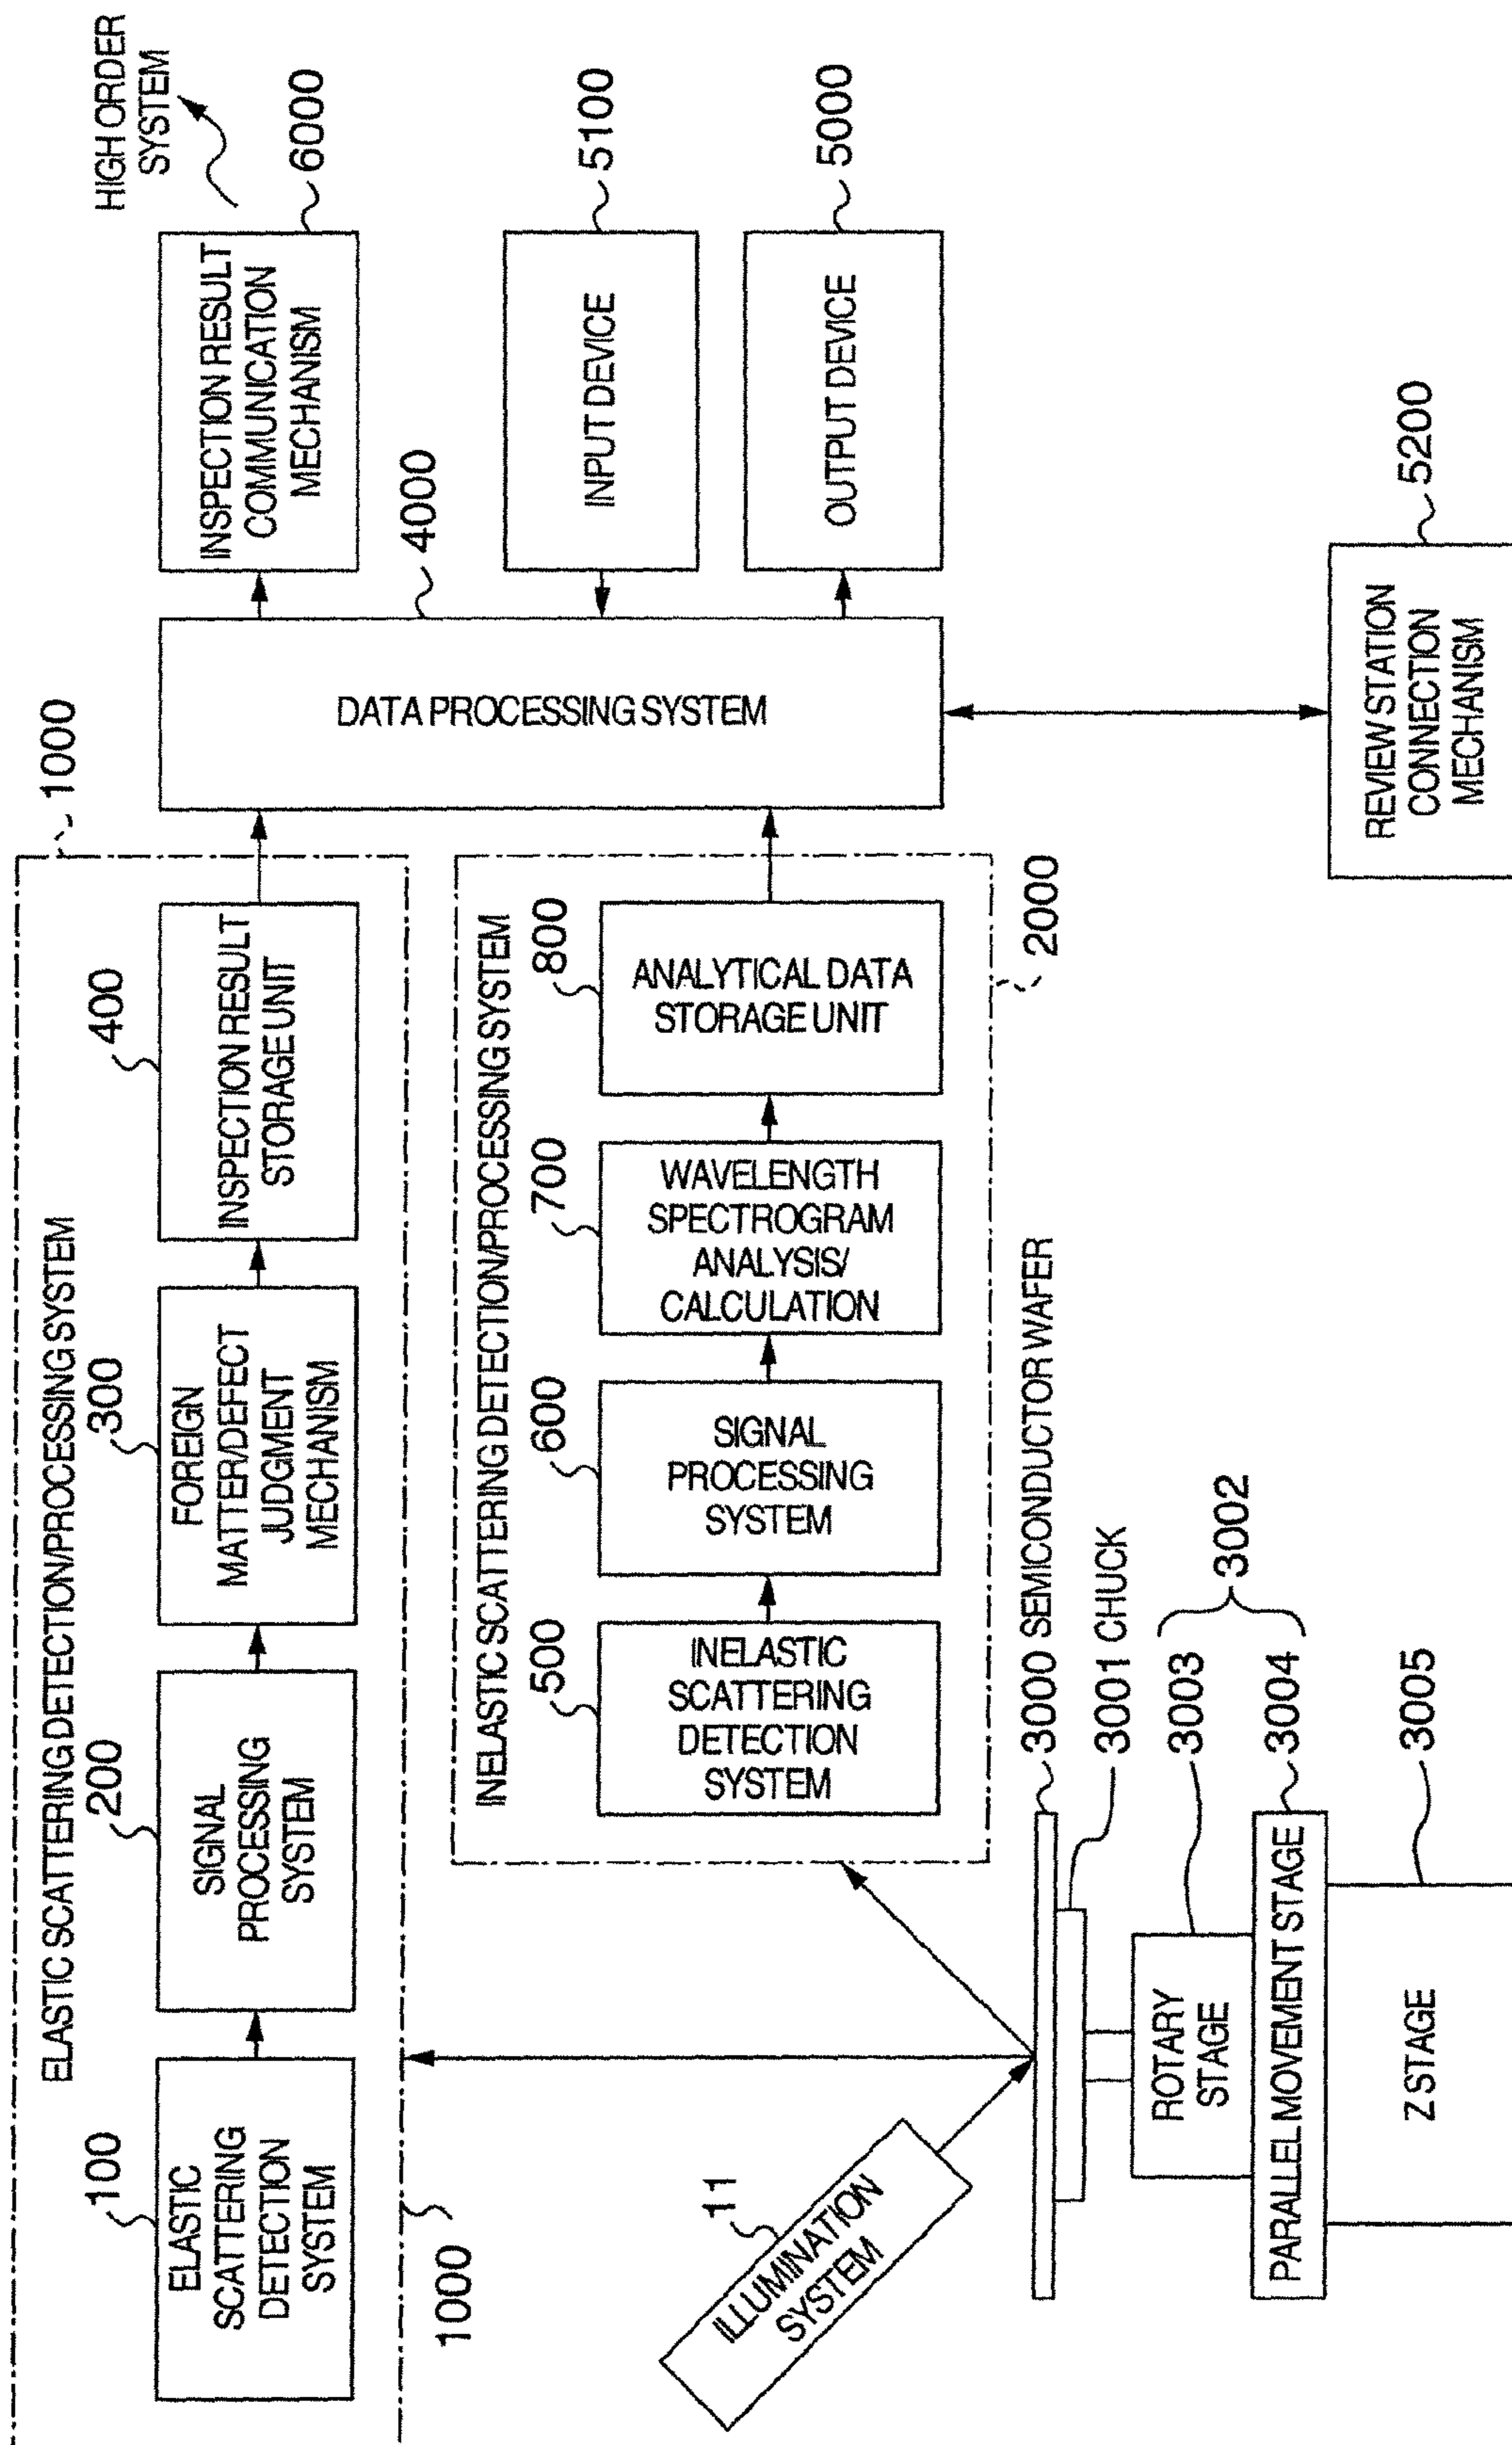 HIGH ORDER
SYSTEM
1000
ELASTIC SCATTERING DETECTION/PROCESSING SYSTEM
100
ELASTIC
SCATTERING
DETECTION
SYSTEM
200
SIGNAL
PROCESSING
SYSTEM
300
FOREIGN
MATTER/DEFECT
JUDGMENT
MECHANISM
400
INSPECTION RESULT
STORAGE UNIT
1000
4000
DATA PROCESSING SYSTEM
6000
INSPECTION RESULT
COMMUNICATION
MECHANISM
5100
INPUT DEVICE
5000
OUTPUT DEVICE
INELASTIC SCATTERING DETECTION/PROCESSING SYSTEM
500
INELASTIC
SCATTERING
DETECTION
SYSTEM
600
SIGNAL
PROCESSING
SYSTEM
700
WAVELENGTH
SPECTROGRAM
ANALYSIS/
CALCULATION
800
ANALYTICAL DATA
STORAGE UNIT
2000
11
ILLUMINATION
SYSTEM
3000 SEMICONDUCTOR WAFER
3001 CHUCK
ROTARY
STAGE
3003
3002
PARALLEL MOVEMENT STAGE
3004
Z STAGE
3005
5200
REVIEW STATION
CONNECTION
MECHANISM